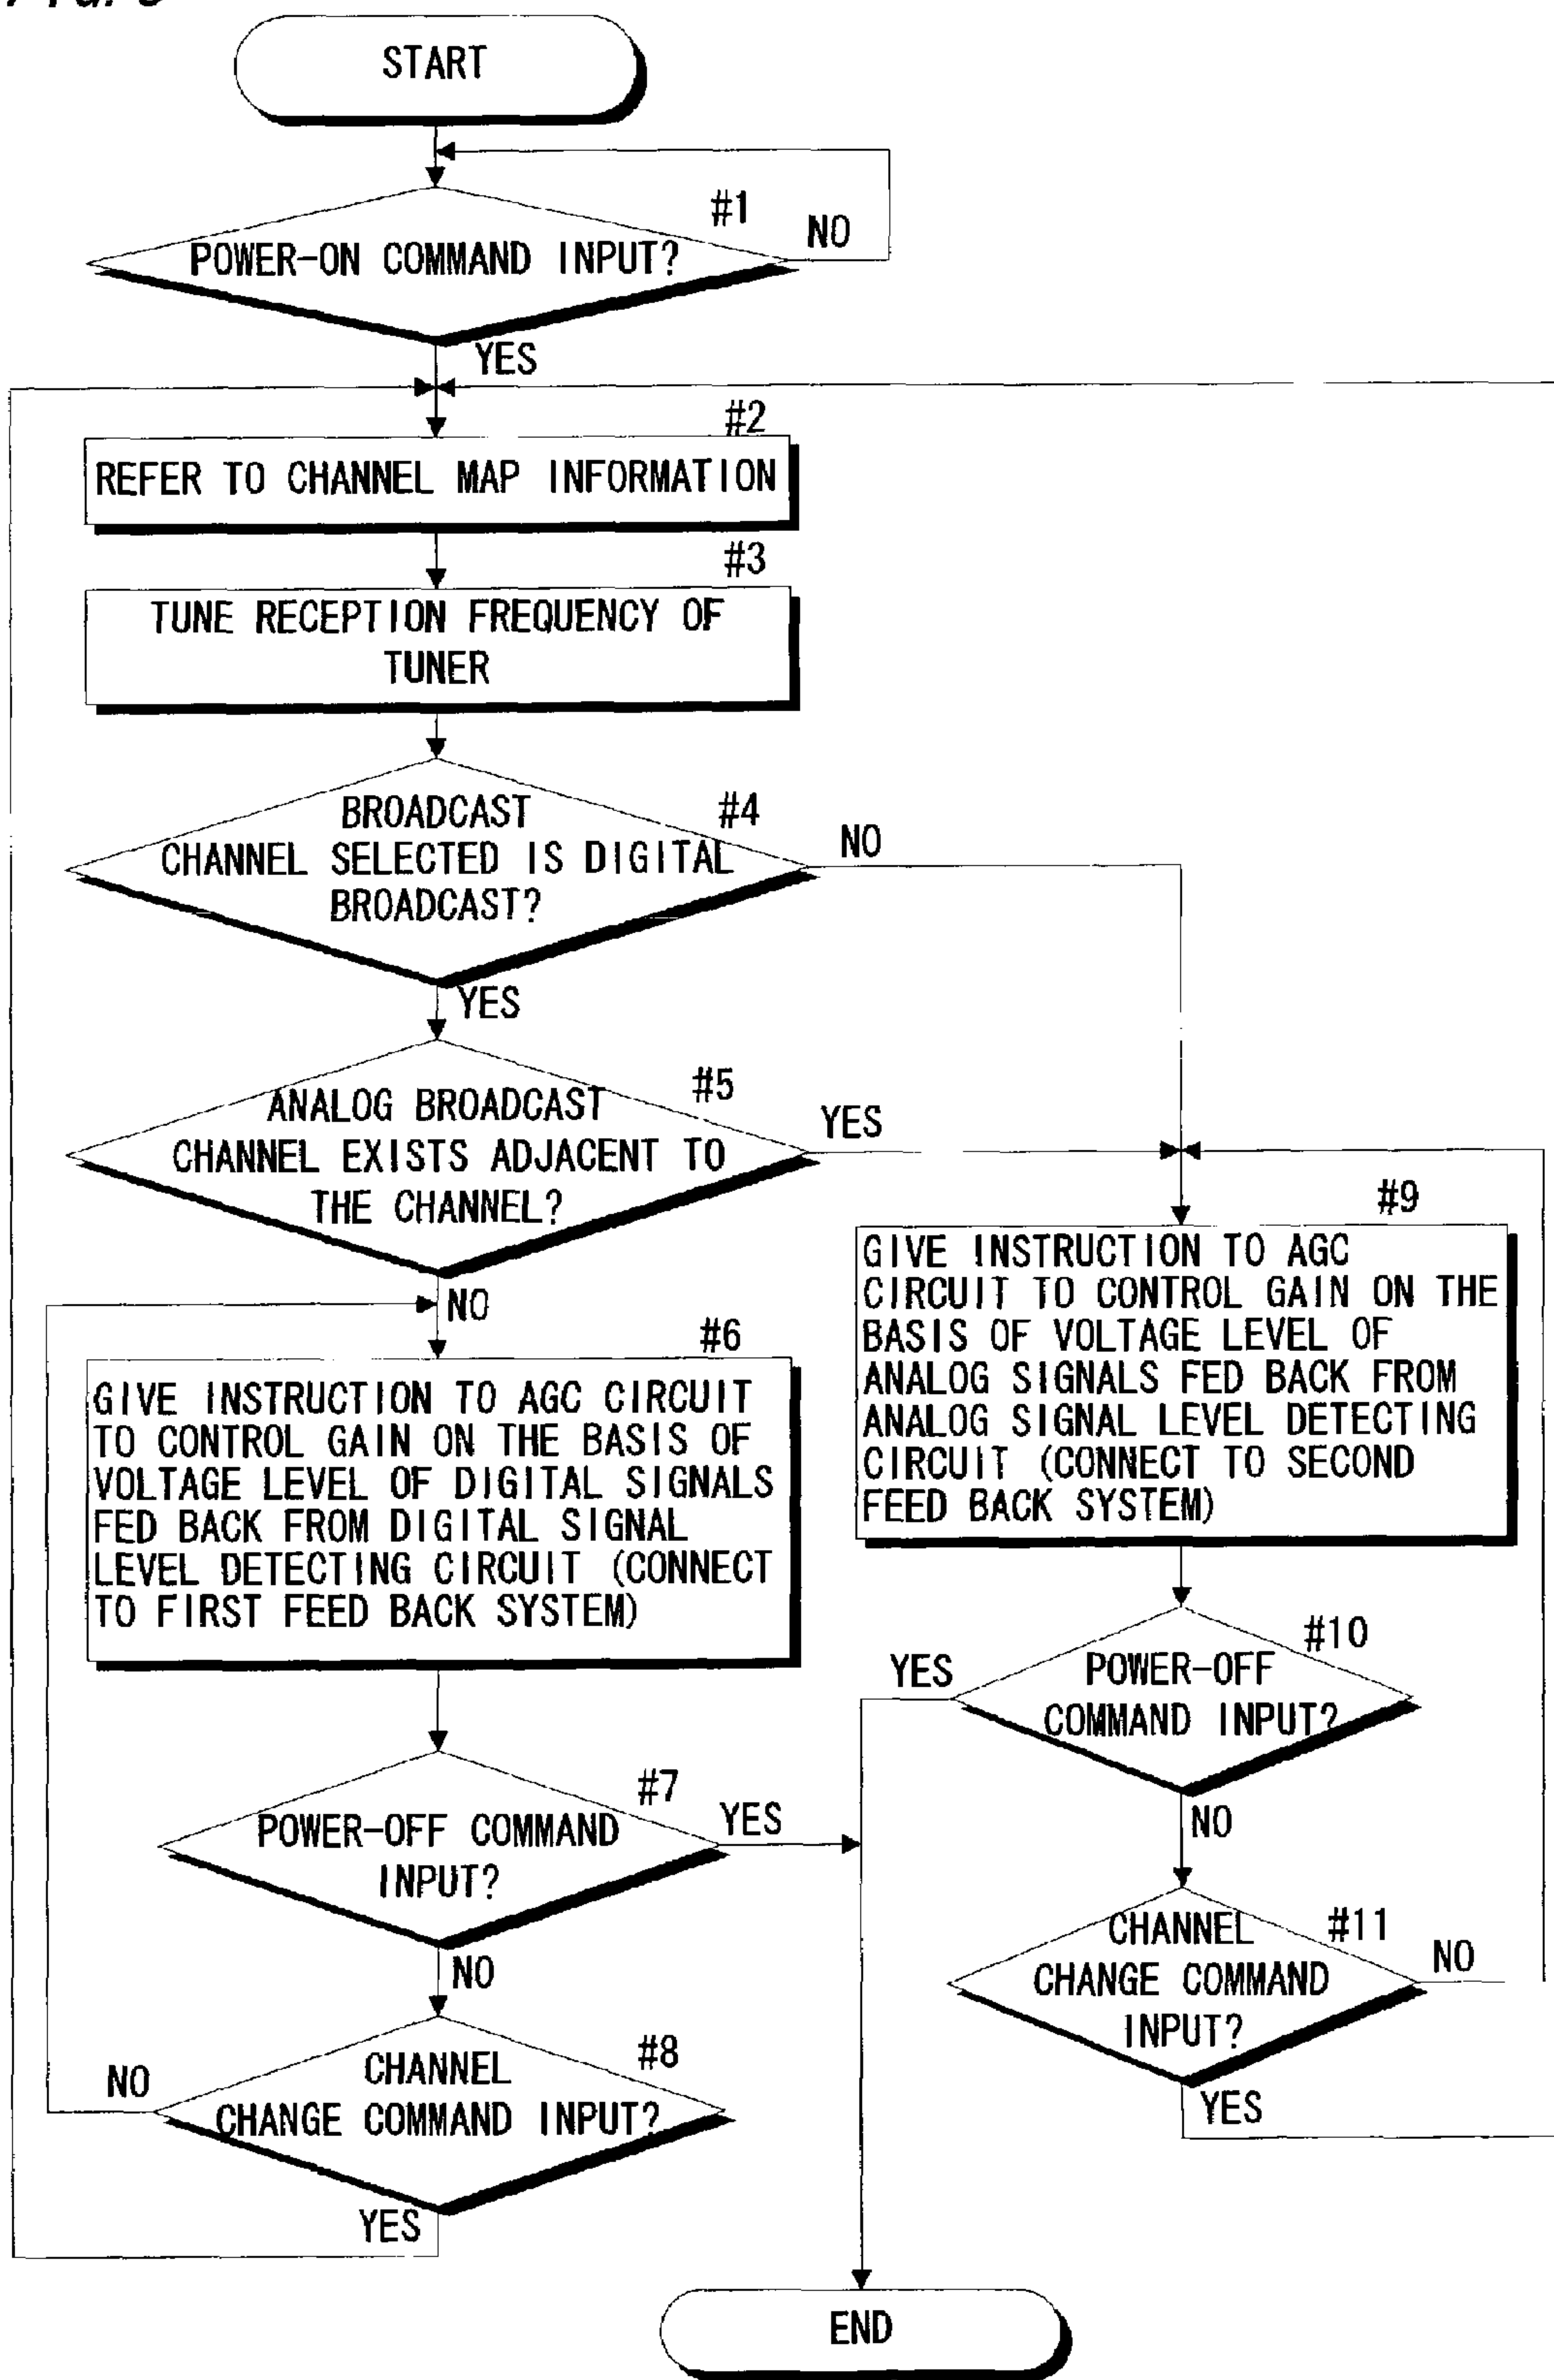 START
#1
POWER-ON COMMAND INPUT?
NO
YES
#2
REFER TO CHANNEL MAP INFORMATION
#3
TUNE RECEPTION FREQUENCY OF
TUNER
#4
BROADCAST
CHANNEL SELECTED IS DIGITAL
BROADCAST?
NO
YES
#5
ANALOG BROADCAST
CHANNEL EXISTS ADJACENT TO
THE CHANNEL?
YES
NO
#6
GIVE INSTRUCTION TO AGC CIRCUIT
TO CONTROL GAIN ON THE BASIS OF
VOLTAGE LEVEL OF DIGITAL SIGNALS
FED BACK FROM DIGITAL SIGNAL
LEVEL DETECTING CIRCUIT (CONNECT
TO FIRST FEED BACK SYSTEM)
#7
POWER-OFF COMMAND
INPUT?
YES
NO
#8
CHANNEL
CHANGE COMMAND INPUT?
NO
YES
#9
GIVE INSTRUCTION TO AGC
CIRCUIT TO CONTROL GAIN ON THE
BASIS OF VOLTAGE LEVEL OF
ANALOG SIGNALS FED BACK FROM
ANALOG SIGNAL LEVEL DETECTING
CIRCUIT (CONNECT TO SECOND
FEED BACK SYSTEM)
#10
POWER-OFF
COMMAND INPUT?
YES
NO
#11
CHANNEL
CHANGE COMMAND
INPUT?
NO
YES
END